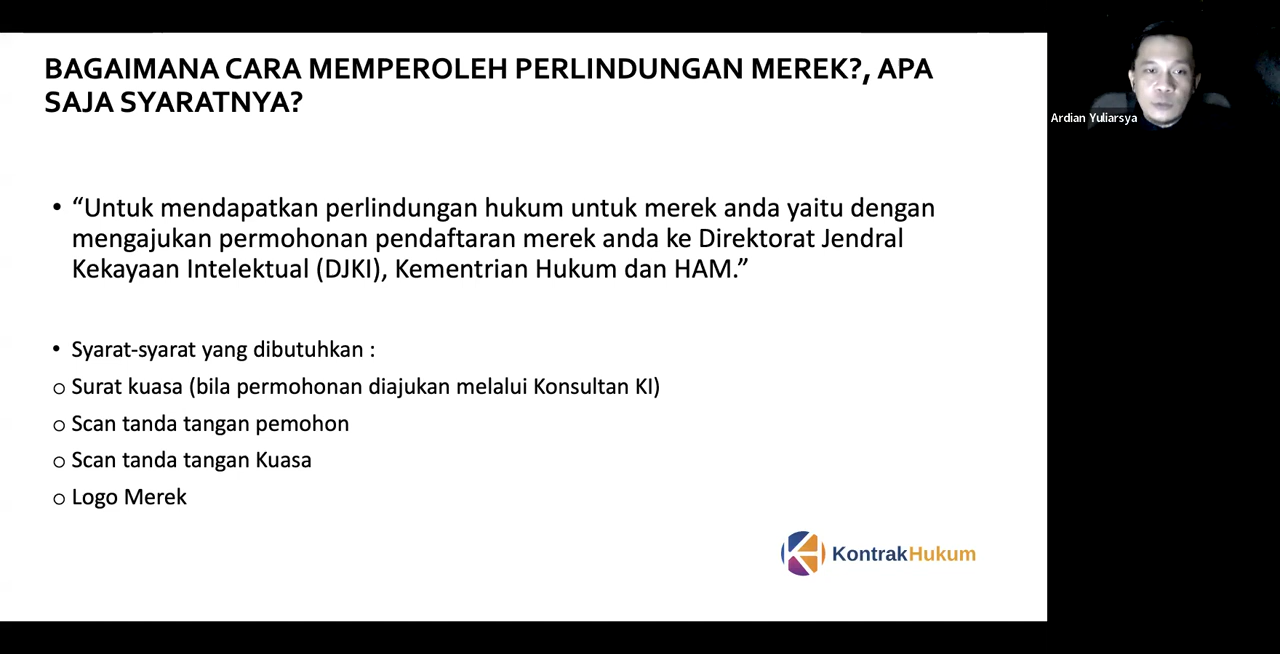 BAGAIMANA CARA MEMPEROLEH PERLINDUNGAN MEREK?, APA
SAJA SYARATNYA?
• “Untuk mendapatkan perlindungan hukum untuk merek anda yaitu dengan
mengajukan permohonan pendaftaran merek anda ke Direktorat Jendral
Kekayaan Intelektual (DJKI), Kementrian Hukum dan HAM.”
• Syarat-syarat yang dibutuhkan :
o Surat kuasa (bila permohonan diajukan melalui Konsultan KI)
o Scan tanda tangan pemohon
o Scan tanda tangan Kuasa
o Logo Merek
KontrakHukum
Ardian Yuliarsya